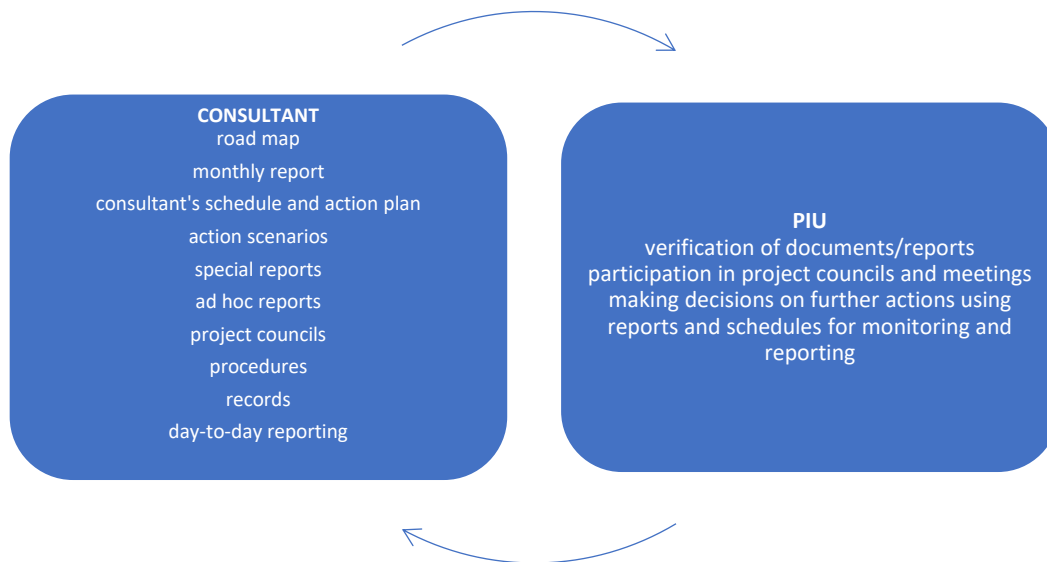 CONSULTANT
road map
monthly report
consultant's schedule and action plan
action scenarios
special reports
ad hoc reports
project councils
procedures
records
day-to-day reporting
PIU
verification of documents/reports
participation in project councils and meetings
making decisions on further actions using
reports and schedules for monitoring and
reporting